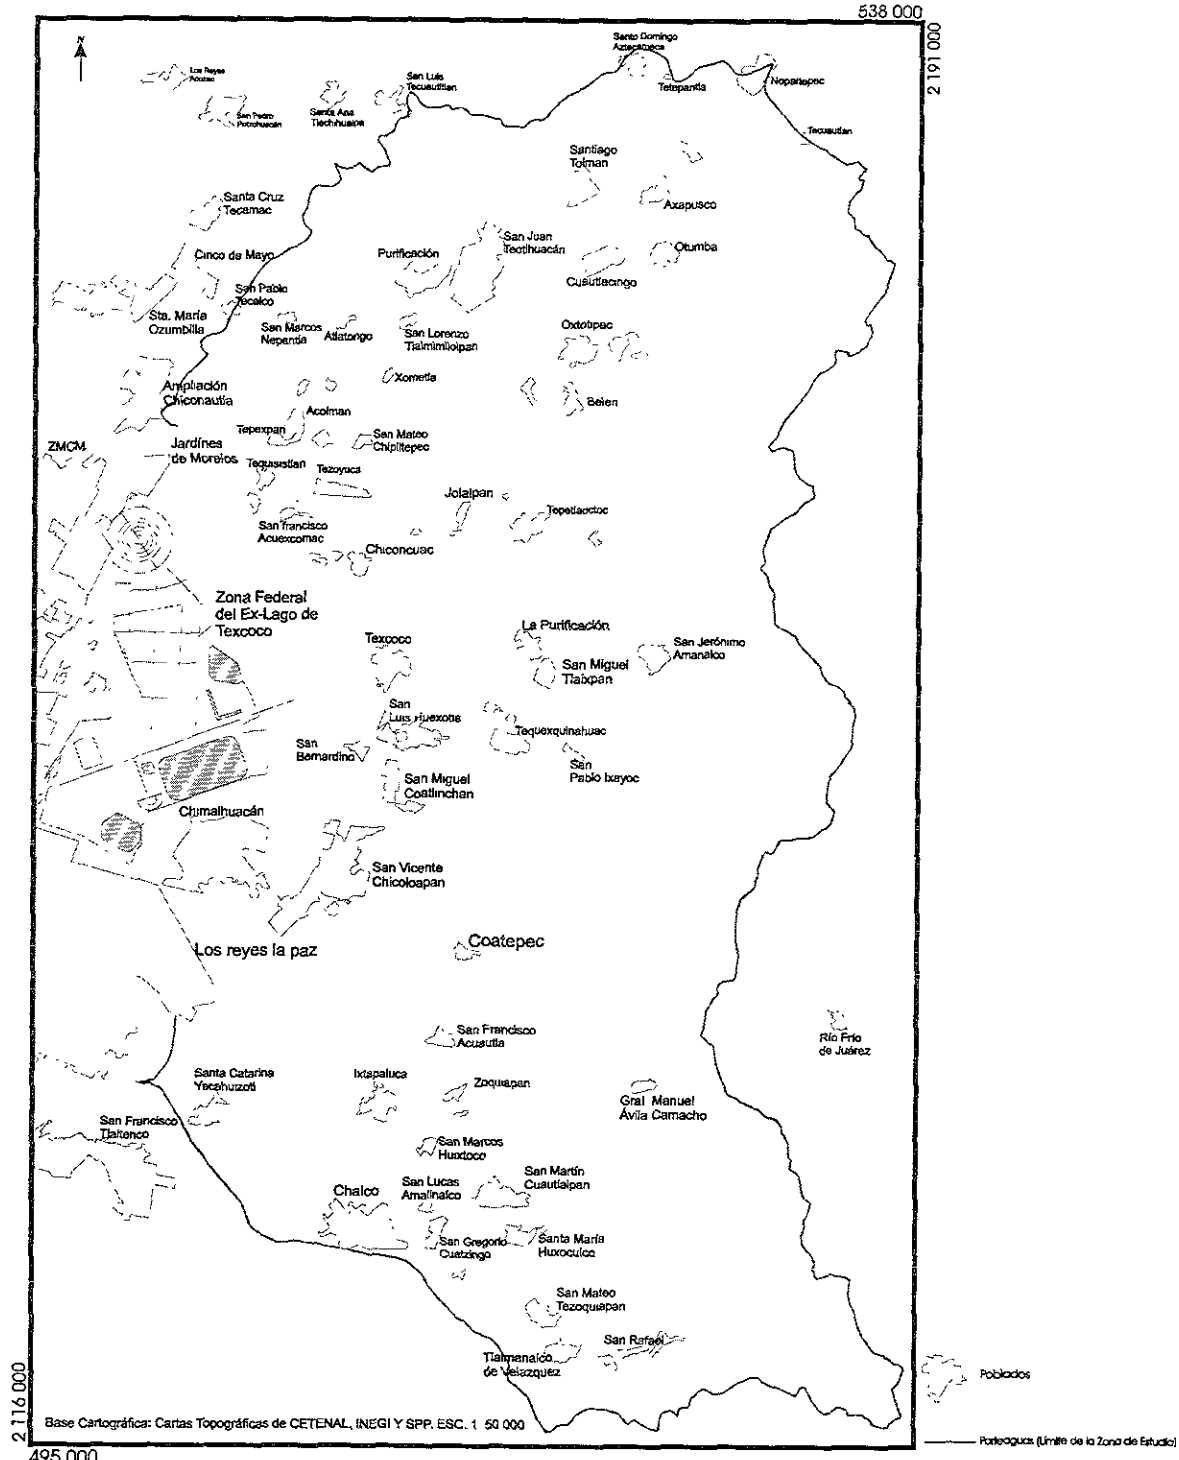 538 000
2 191 000
N
Santo Domingo
Aztacameca
Los Reyes
Acozac
San Luis
Tecuautitlan
Tetepantla
Nopaltepec
San Pedro
Potzohuacán
Santa Ana
Tlachihualpa
Tecuautlan
Santiago
Tolman
Santa Cruz
Tecamac
Axapusco
Cinco de Mayo
Purificación
San Juan
Teotihuacán
Otumba
Cuautlacingo
San Pablo
Tecalco
Sta. María
Ozumbilla
San Marcos
Nepantla
Atlatongo
San Lorenzo
Tlalmimilolpan
Oxtotipac
Xometla
Ampliación
Chiconautla
Belen
Acolman
Tepexpan
San Mateo
Chipiltepec
ZMCM
Jardínes
de Morelos
Tequisistlan
Tezoyuca
Jolalpan
Tepetlaoctoc
San francisco
Acuexcomac
Chiconcuac
Zona Federal
del Ex-Lago de
Texcoco
Texcoco
La Purificación
San Jerónimo
Amanalco
San Miguel
Tlaixpan
San
Luis Huexotla
San
Bernardino
Tequexquinahuac
San
Pablo Ixayoc
San Miguel
Coatlinchan
Chimalhuacán
San Vicente
Chicoloapan
Los reyes la paz
Coatepec
San Francisco
Acuautla
Río Frío
de Juárez
Santa Catarina
Yecahuizotl
Ixtapaluca
Zoquiapan
Gral Manuel
Ávila Camacho
San Francisco
Tlaltenco
San Marcos
Huixtoco
San Martín
Cuautlalpan
San Lucas
Amalinalco
Chalco
San Gregorio
Cuatzingo
Santa María
Huxoculco
San Mateo
Tezoquiapan
San Rafael
Tlalmanalco
de Velazquez
Poblados
2 116 000
Base Cartográfica: Cartas Topográficas de CETENAL, INEGI Y SPP. ESC. 1 50 000
Parteaguas (Límite de la Zona de Estudio)
495 000